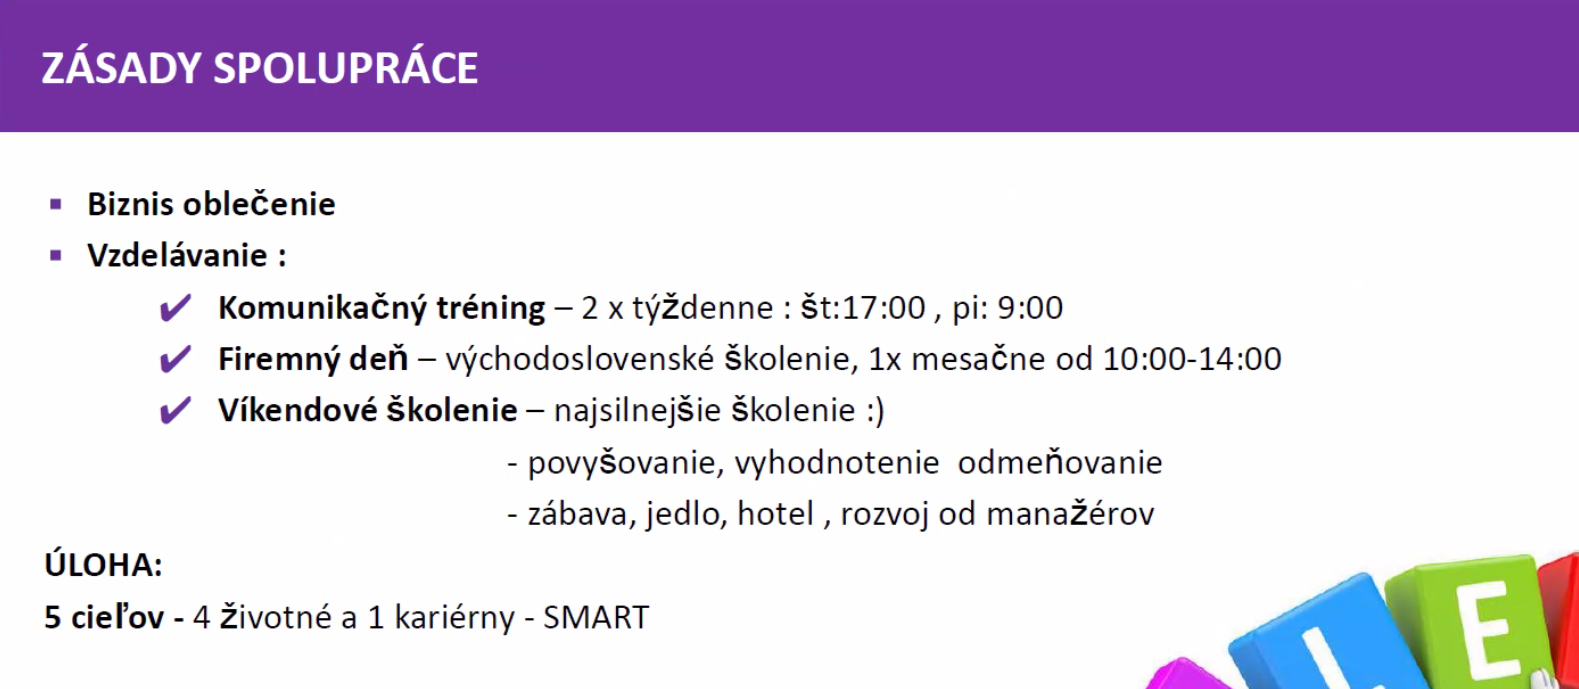 ZÁSADY SPOLUPRÁCE
▪ Biznis oblečenie
▪ Vzdelávanie :
✔ Komunikačný tréning – 2 x týždenne : št:17:00 , pi: 9:00
✔ Firemný deň – východoslovenské školenie, 1x mesačne od 10:00-14:00
✔ Víkendové školenie – najsilnejšie školenie :)
- povyšovanie, vyhodnotenie  odmeňovanie
- zábava, jedlo, hotel , rozvoj od manažérov
ÚLOHA:
5 cieľov - 4 životné a 1 kariérny - SMART
E